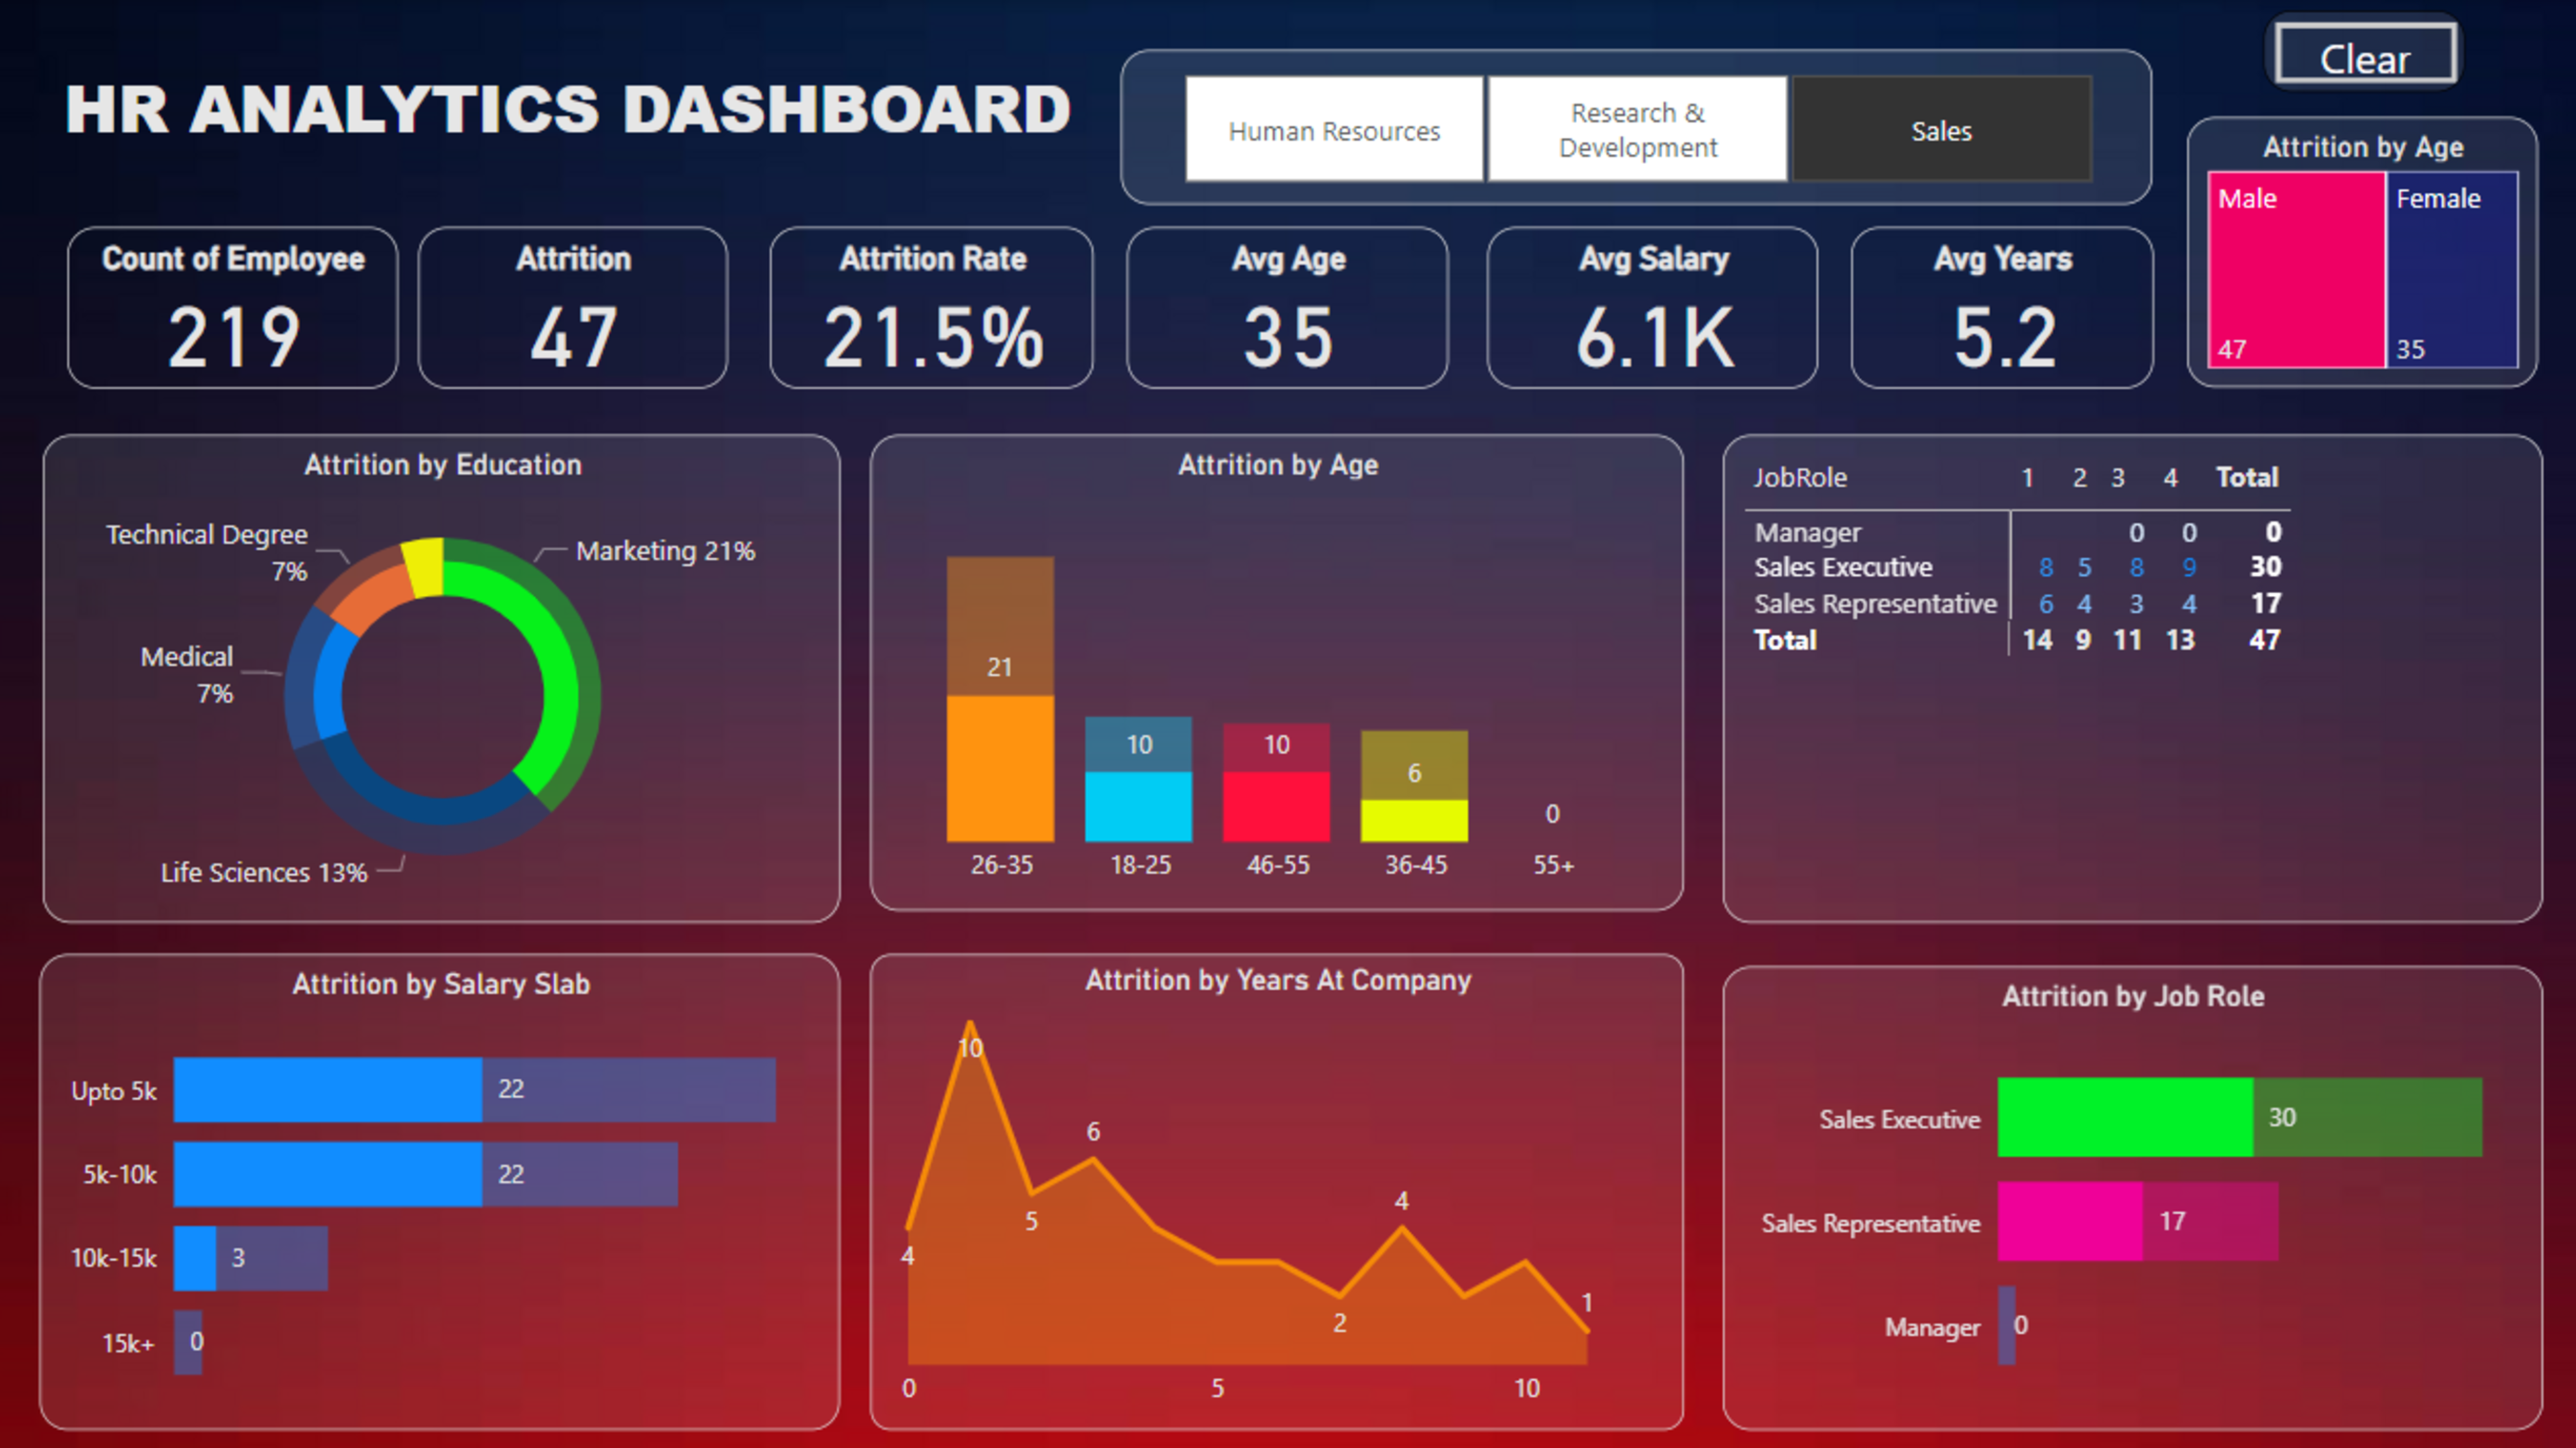 HR ANALYTICS DASHBOARD
Human Resources
Research &
Development
Sales
Clear
Count of Employee
219
Attrition
47
Attrition Rate
21.5%
Avg Age
35
Avg Salary
6.1K
Avg Years
5.2
Attrition by Age
Male
Female
47
35
Attrition by Education
Technical Degree
7%
Marketing 21%
Medical
7%
Life Sciences 13%
Attrition by Age
21
10
10
6
0
26-35 18-25 46-55 36-45 55+
JobRole 1 2 3 4 Total
Manager 0 0 0
Sales Executive 8 5 8 9 30
Sales Representative 6 4 3 4 17
Total 14 9 11 13 47
Attrition by Salary Slab
Upto 5k 22
5k-10k 22
10k-15k 3
15k+ 0
Attrition by Years At Company
10
6
5
4
4
2
1
0 5 10
Attrition by Job Role
Sales Executive 30
Sales Representative 17
Manager 0